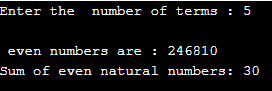 Enter the  number of terms : 5
 even numbers are : 246810
Sum of even natural numbers: 30